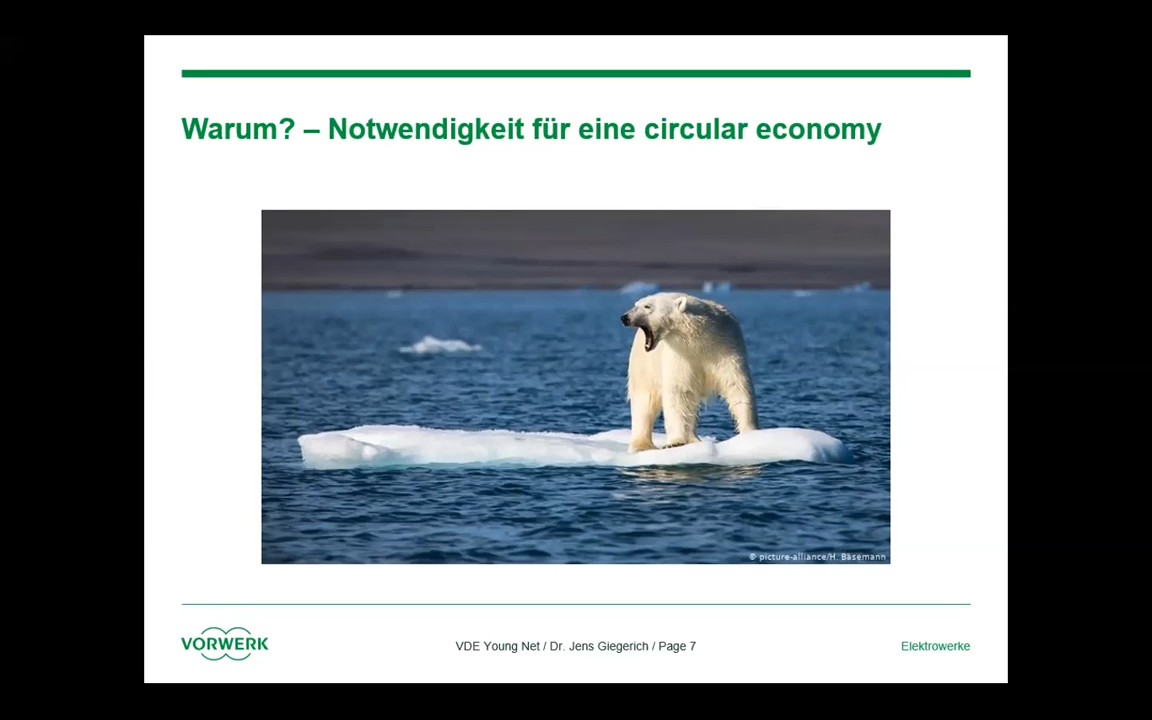 Warum? – Notwendigkeit für eine circular economy
© picture-alliance/H. Bäsemann
VORWERK
VDE Young Net / Dr. Jens Giegerich / Page 7
Elektrowerke